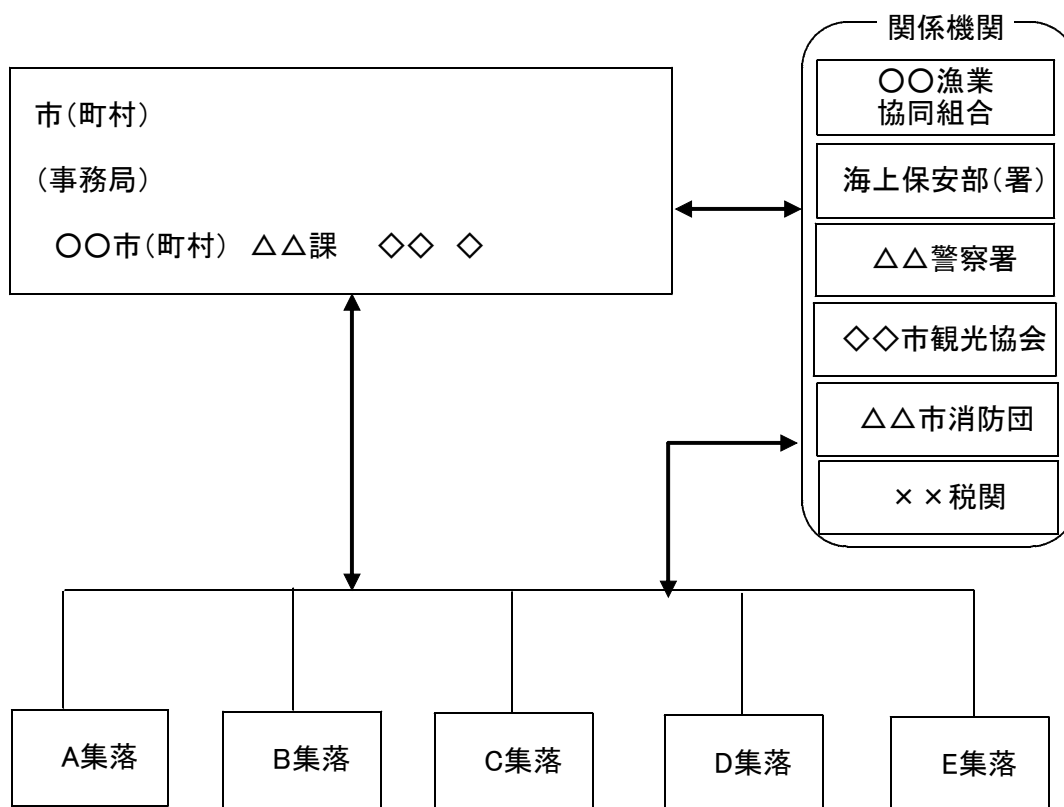 関係機関
市(町村)
(事務局)
〇〇市(町村) △△課 ◇◇ ◇
〇〇漁業
協同組合
海上保安部(署)
△△警察署
◇◇市観光協会
△△市消防団
××税関
A集落
B集落
C集落
D集落
E集落